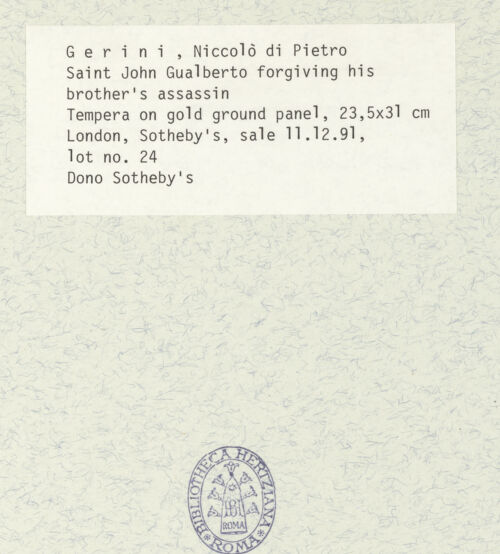 G e r i n i , Niccolò di Pietro
Saint John Gualberto forgiving his
brother's assassin
Tempera on gold ground panel, 23,5x31 cm
London, Sotheby's, sale 11.12.91,
lot no. 24
Dono Sotheby's
*BIBLIOTHECA HERTZIANA*
ROMA
ROMA